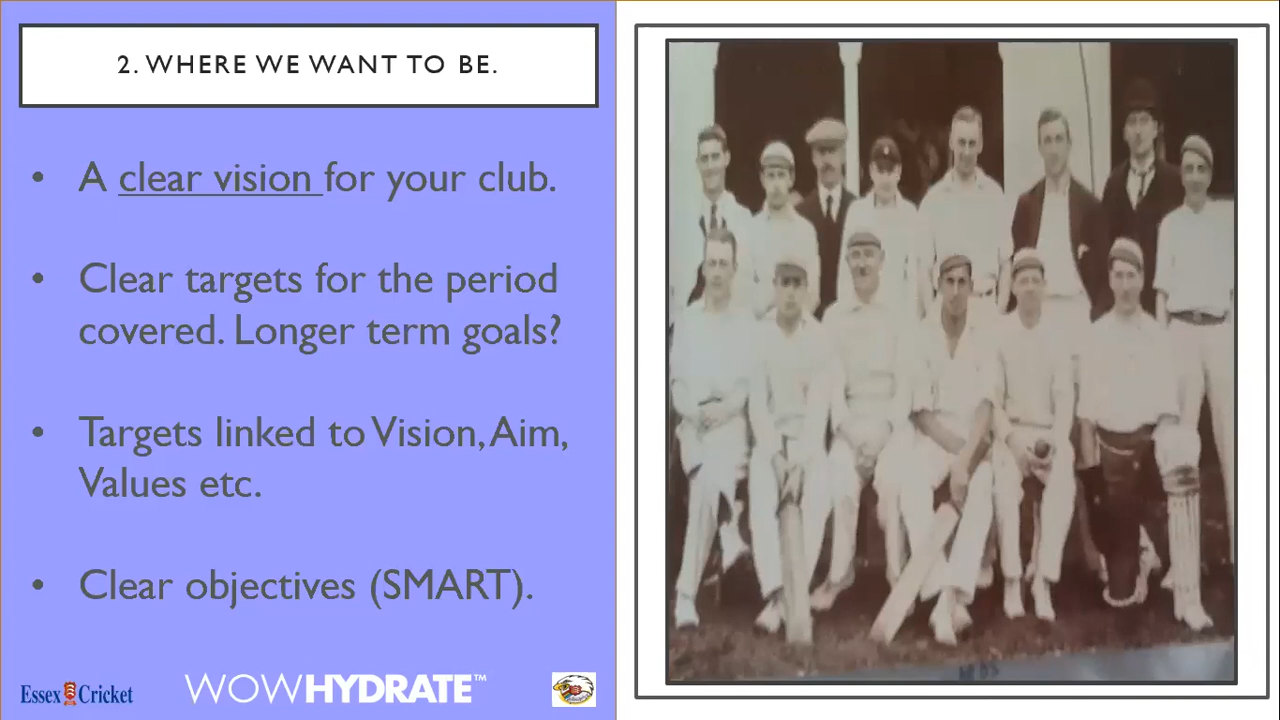 2. WHERE WE WANT TO BE.
• A clear vision for your club.
• Clear targets for the period
covered. Longer term goals?
• Targets linked to Vision, Aim,
Values etc.
• Clear objectives (SMART).
Essex Cricket
WOWHYDRATE™